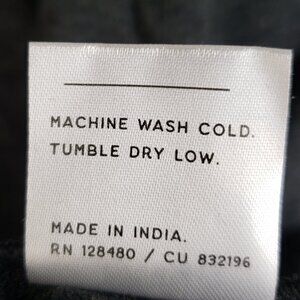 MACHINE WASH COLD.
TUMBLE DRY LOW.
MADE IN INDIA.
RN 128480 / CU 832196